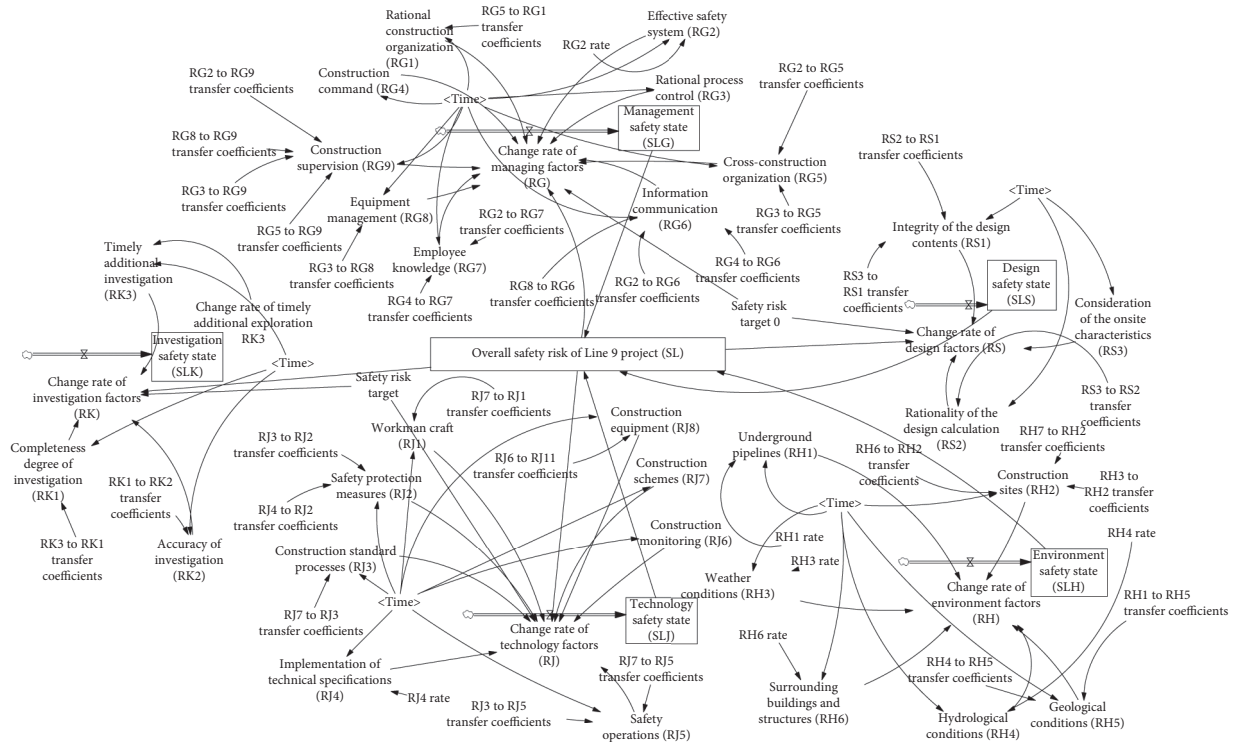 Rational
construction
organization
(RG1)
RG5 to RG1
transfer
coefficients
Effective safety
system (RG2)
RG2 rate
RG2 to RG9
transfer coefficients
Construction
command (RG4)
<Time>
Rational process
control (RG3)
RG2 to RG5
transfer coefficients
Management
safety state
(SLG)
RG8 to RG9
transfer coefficients
Construction
supervision (RG9)
Change rate of
managing factors
(RG)
Cross-construction
organization (RG5)
RS2 to RS1
transfer coefficients
<Time>
RG3 to RG9
transfer coefficients
Equipment
management (RG8)
Information
communication
(RG6)
RG3 to RG5
transfer coefficients
RG5 to RG9
transfer coefficients
RG2 to RG7
transfer coefficients
Integrity of the design
contents (RS1)
Timely
additional
investigation
(RK3)
RG3 to RG8
transfer coefficients
Employee
knowledge (RG7)
RG4 to RG6
transfer coefficients
RS3 to
RS1 transfer
coefficients
Design
safety state
(SLS)
RG4 to RG7
transfer coefficients
RG8 to RG6
transfer coefficients
RG2 to RG6
transfer coefficients
Safety risk
target 0
Consideration
of the onsite
characteristics
(RS3)
Change rate of timely
additional exploration
RK3
Change rate of
design factors (RS)
Investigation
safety state
(SLK)
<Time>
Overall safety risk of Line 9 project (SL)
Change rate of
investigation factors
(RK)
Safety risk
target
RJ7 to RJ1
transfer
coefficients
RS3 to RS2
transfer
coefficients
Rationality of the
design calculation
(RS2)
Workman craft
(RJ1)
Construction
equipment (RJ8)
RH7 to RH2
transfer coefficients
Completeness
degree of
investigation
(RK1)
RJ3 to RJ2
transfer coefficients
RJ6 to RJ11
transfer coefficients
Underground
pipelines (RH1)
RH6 to RH2
transfer
coefficients
Construction
sites (RH2)
RH3 to
RH2 transfer
coefficients
RK1 to RK2
transfer
coefficients
Safety protection
measures (RJ2)
Construction
schemes (RJ7)
<Time>
RJ4 to RJ2
transfer coefficients
Construction
monitoring (RJ6)
RH1 rate
RH4 rate
RK3 to RK1
transfer
coefficients
Accuracy of
investigation
(RK2)
Construction standard
processes (RJ3)
RH3 rate
Weather
conditions (RH3)
Environment
safety state
(SLH)
<Time>
Change rate of
environment factors
(RH)
RH1 to RH5
transfer coefficients
RJ7 to RJ3
transfer coefficients
Change rate of
technology factors
(RJ)
Technology
safety state
(SLJ)
RH6 rate
Implementation of
technical specifications
(RJ4)
RJ7 to RJ5
transfer coefficients
RH4 to RH5
transfer coefficients
RJ4 rate
Surrounding
buildings and
structures (RH6)
RJ3 to RJ5
transfer coefficients
Safety
operations (RJ5)
Hydrological
conditions (RH4)
Geological
conditions (RH5)